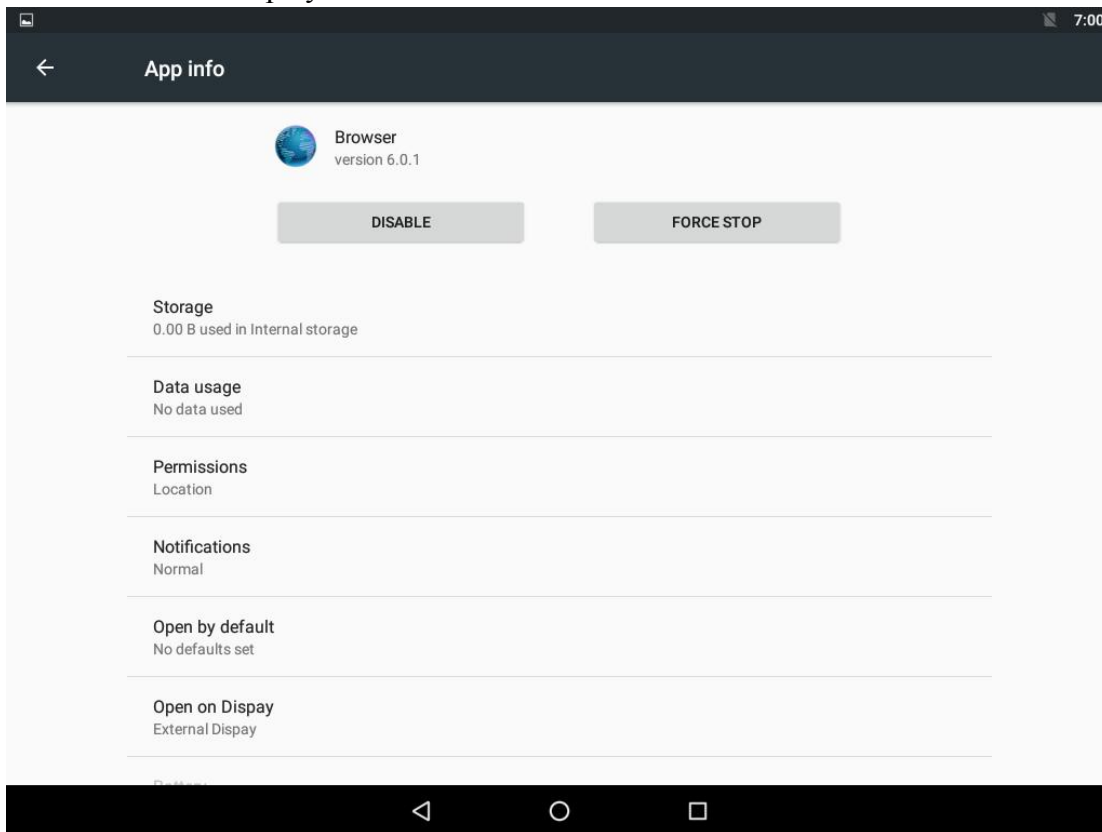 7:00
App info
Browser
version 6.0.1
DISABLE
FORCE STOP
Storage
0.00 B used in Internal storage
Data usage
No data used
Permissions
Location
Notifications
Normal
Open by default
No defaults set
Open on Dispay
External Dispay